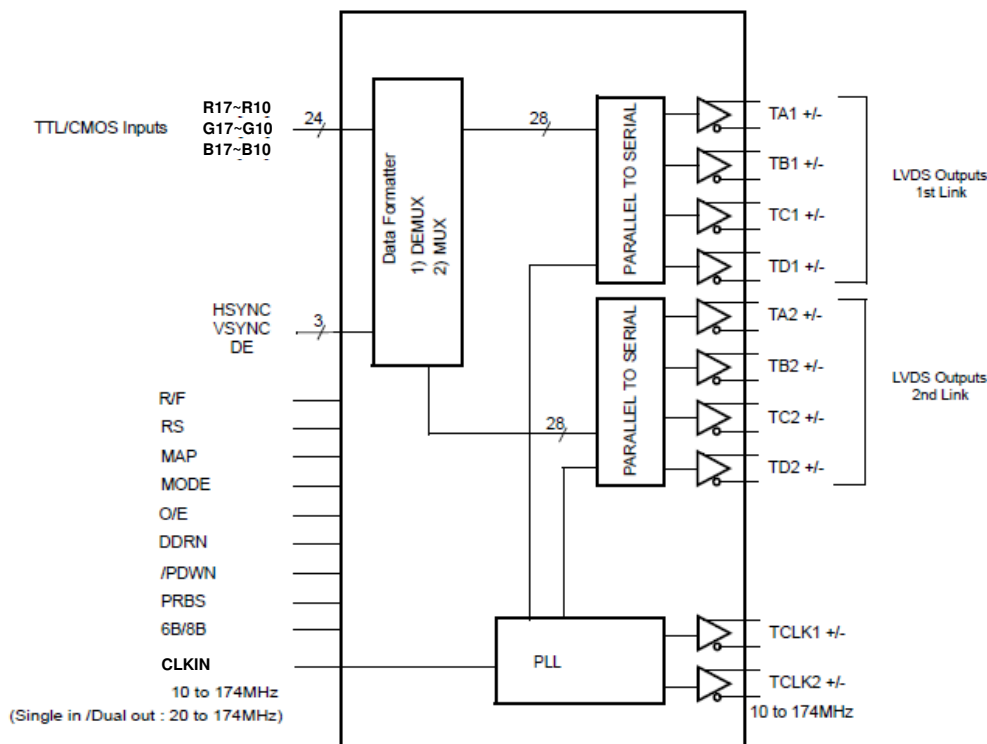 R17~R10
TTL/CMOS Inputs
G17~G10
B17~B10
24
HSYNC
VSYNC
DE
3
Data Formatter
1) DEMUX
2) MUX
28
PARALLEL TO SERIAL
TA1 +/-
TB1 +/-
TC1 +/-
TD1 +/-
LVDS Outputs
1st Link
28
PARALLEL TO SERIAL
TA2 +/-
TB2 +/-
TC2 +/-
TD2 +/-
LVDS Outputs
2nd Link
R/F
RS
MAP
MODE
O/E
DDRN
/PDWN
PRBS
6B/8B
CLKIN
10 to 174MHz
(Single in /Dual out : 20 to 174MHz)
PLL
TCLK1 +/-
TCLK2 +/-
10 to 174MHz